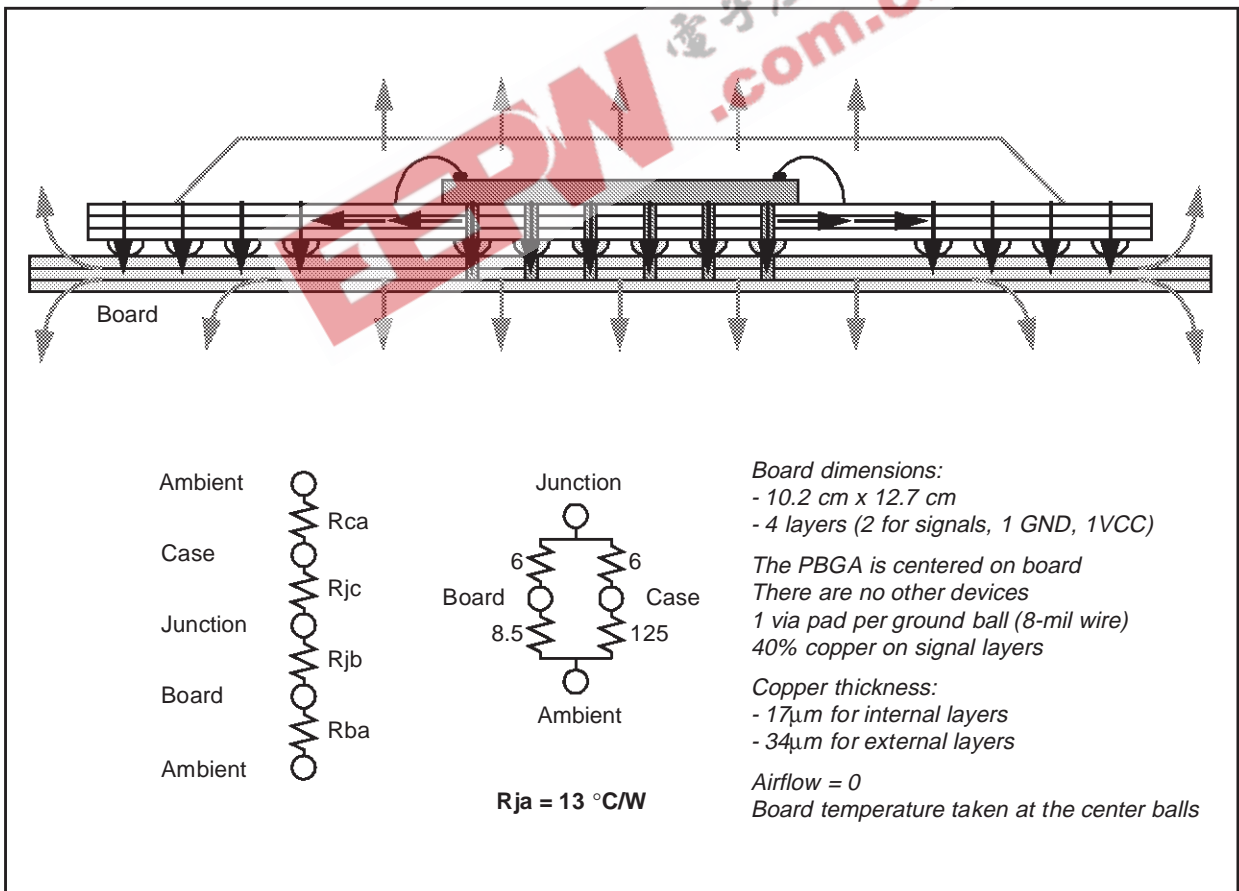 EEPW
.com.c
Board
Ambient
Rca
Case
Rjc
Junction
Rjb
Board
Rba
Ambient
Junction
6
6
Board
Case
8.5
125
Ambient
Rja = 13 °C/W
Board dimensions:
- 10.2 cm x 12.7 cm
- 4 layers (2 for signals, 1 GND, 1VCC)
The PBGA is centered on board
There are no other devices
1 via pad per ground ball (8-mil wire)
40% copper on signal layers
Copper thickness:
- 17µm for internal layers
- 34µm for external layers
Airflow = 0
Board temperature taken at the center balls